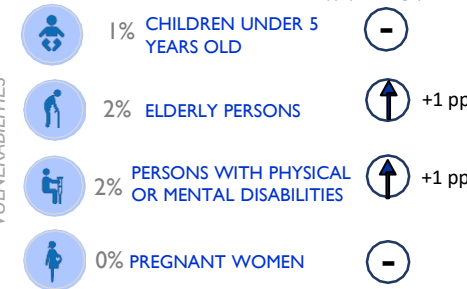 1% CHILDREN UNDER 5
YEARS OLD
-
2% ELDERLY PERSONS
+1 pp
2% PERSONS WITH PHYSICAL
OR MENTAL DISABILITIES
+1 pp
0% PREGNANT WOMEN
-
VULNERABILITIES